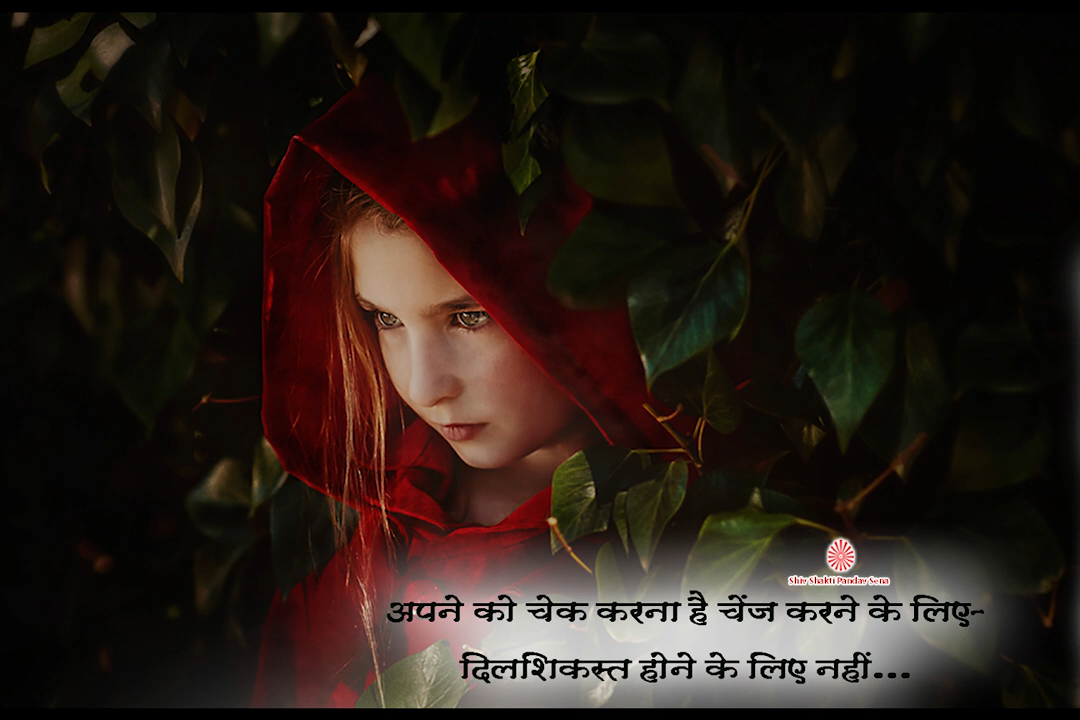 Shiv Shakti Pandav Sena
अपने को चेक करना है चेंज करने के लिए-
दिलशिकस्त होने के लिए नहीं...